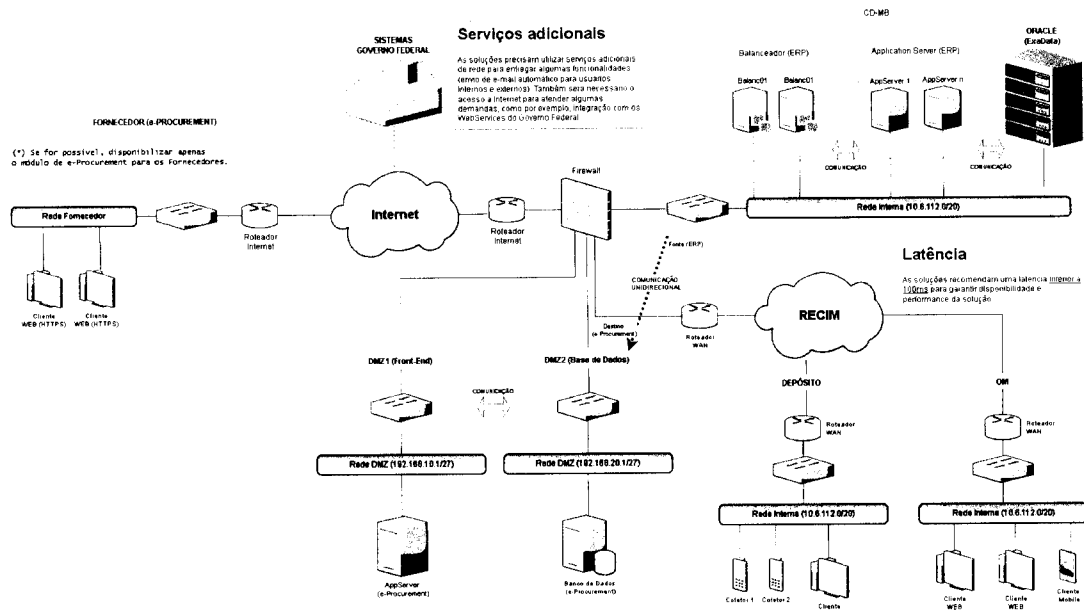 CD-MB
SISTEMAS
GOVERNO FEDERAL
Serviços adicionais
As soluções precisam utilizar serviços adicionais
de rede para entregar algumas funcionalidades
(envio de e-mail automático para usuários
internos e externos). Também será necessário o
acesso a Internet para atender algumas
demandas, como por exemplo, integração com os
WebServices do Governo Federal
Balanceador (ERP)
Application Server (ERP)
ORACLE
(ExaData)
Balanc01
Balanc01
AppServer 1
AppServer n
COMUNICAÇÃO
COMUNICAÇÃO
FORNECEDOR (e-PROCUREMENT)
(*) Se for possível, disponibilizar apenas
o módulo de e-Procurement para os Fornecedores.
Firewall
Rede Fornecedor
Roteador
Internet
Internet
Roteador
Internet
Rede Interna (10.6.112.0/20)
Fonte (ERP)
COMUNICAÇÃO
UNIDIRECIONAL
Destino
(e-Procurement)
Cliente
WEB (HTTPS)
Cliente
WEB (HTTPS)
Latência
As soluções recomendam uma latência inferior a
100ms para garantir disponibilidade e
performance da solução
Roteador
WAN
RECIM
DMZ1 (Front-End)
DMZ2 (Base de Dados)
COMUNICAÇÃO
DEPÓSITO
OM
Roteador
WAN
Roteador
WAN
Rede DMZ (192.168.10.1/27)
Rede DMZ (192.168.20.1/27)
Rede Interna (10.6.112.0/20)
Rede Interna (10.6.112.0/20)
AppServer
(e-Procurement)
Banco de Dados
(e-Procurement)
Coletor 1
Coletor 2
Cliente
Cliente
WEB
Cliente
WEB
Cliente
Mobile